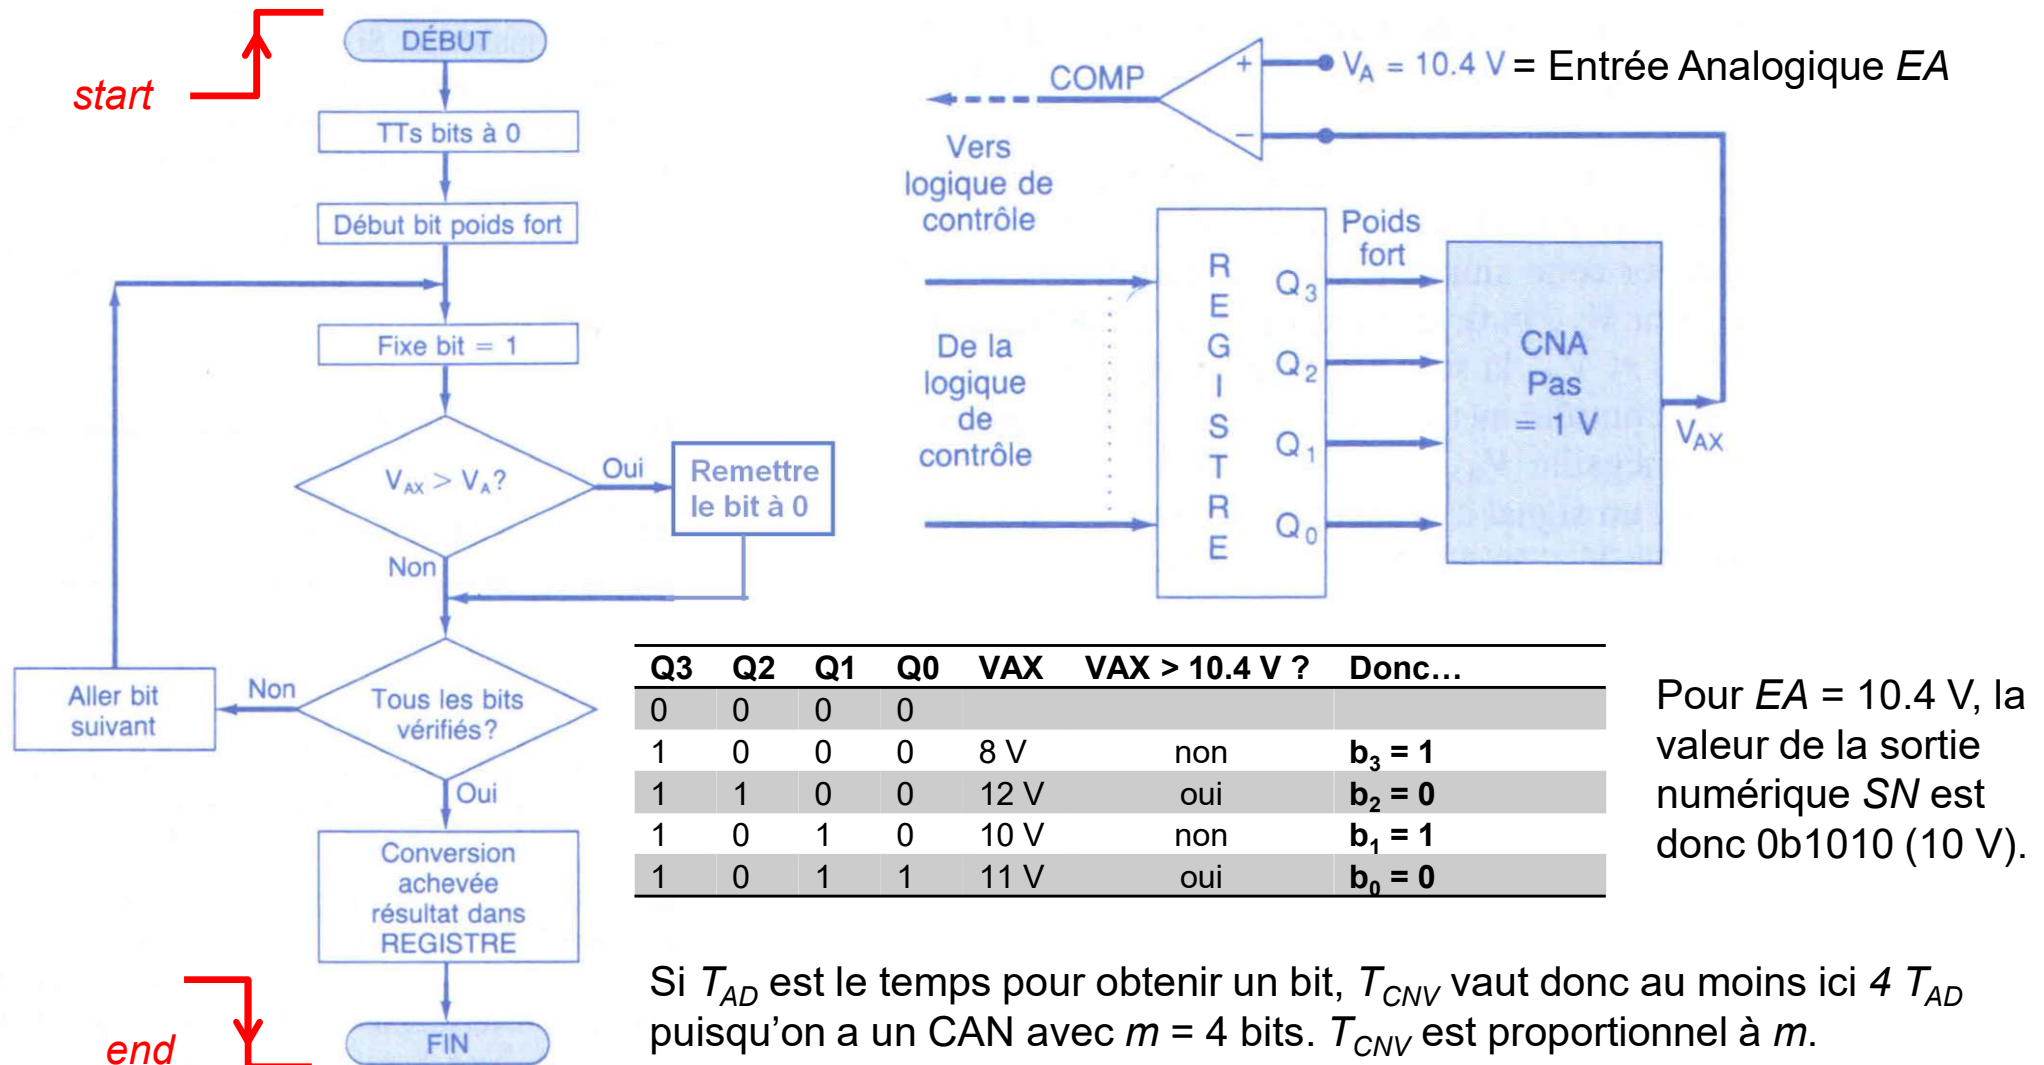 start
DÉBUT
TTs bits à 0
Début bit poids fort
Fixe bit = 1
V_AX > V_A?
Oui
Remettre
le bit à 0
Non
Tous les bits
vérifiés?
Non
Aller bit
suivant
Oui
Conversion
achevée
résultat dans
REGISTRE
FIN
end
COMP
+
−
V_A = 10.4 V = Entrée Analogique EA
Vers
logique de
contrôle
De la
logique
de
contrôle
REGISTRE
Q3
Q2
Q1
Q0
Poids
fort
CNA
Pas
= 1 V
V_AX
Q3 Q2 Q1 Q0 VAX VAX > 10.4 V ? Donc…
0 0 0 0
1 0 0 0 8 V non b3 = 1
1 1 0 0 12 V oui b2 = 0
1 0 1 0 10 V non b1 = 1
1 0 1 1 11 V oui b0 = 0
Pour EA = 10.4 V, la
valeur de la sortie
numérique SN est
donc 0b1010 (10 V).
Si T_AD est le temps pour obtenir un bit, T_CNV vaut donc au moins ici 4 T_AD
puisqu’on a un CAN avec m = 4 bits. T_CNV est proportionnel à m.